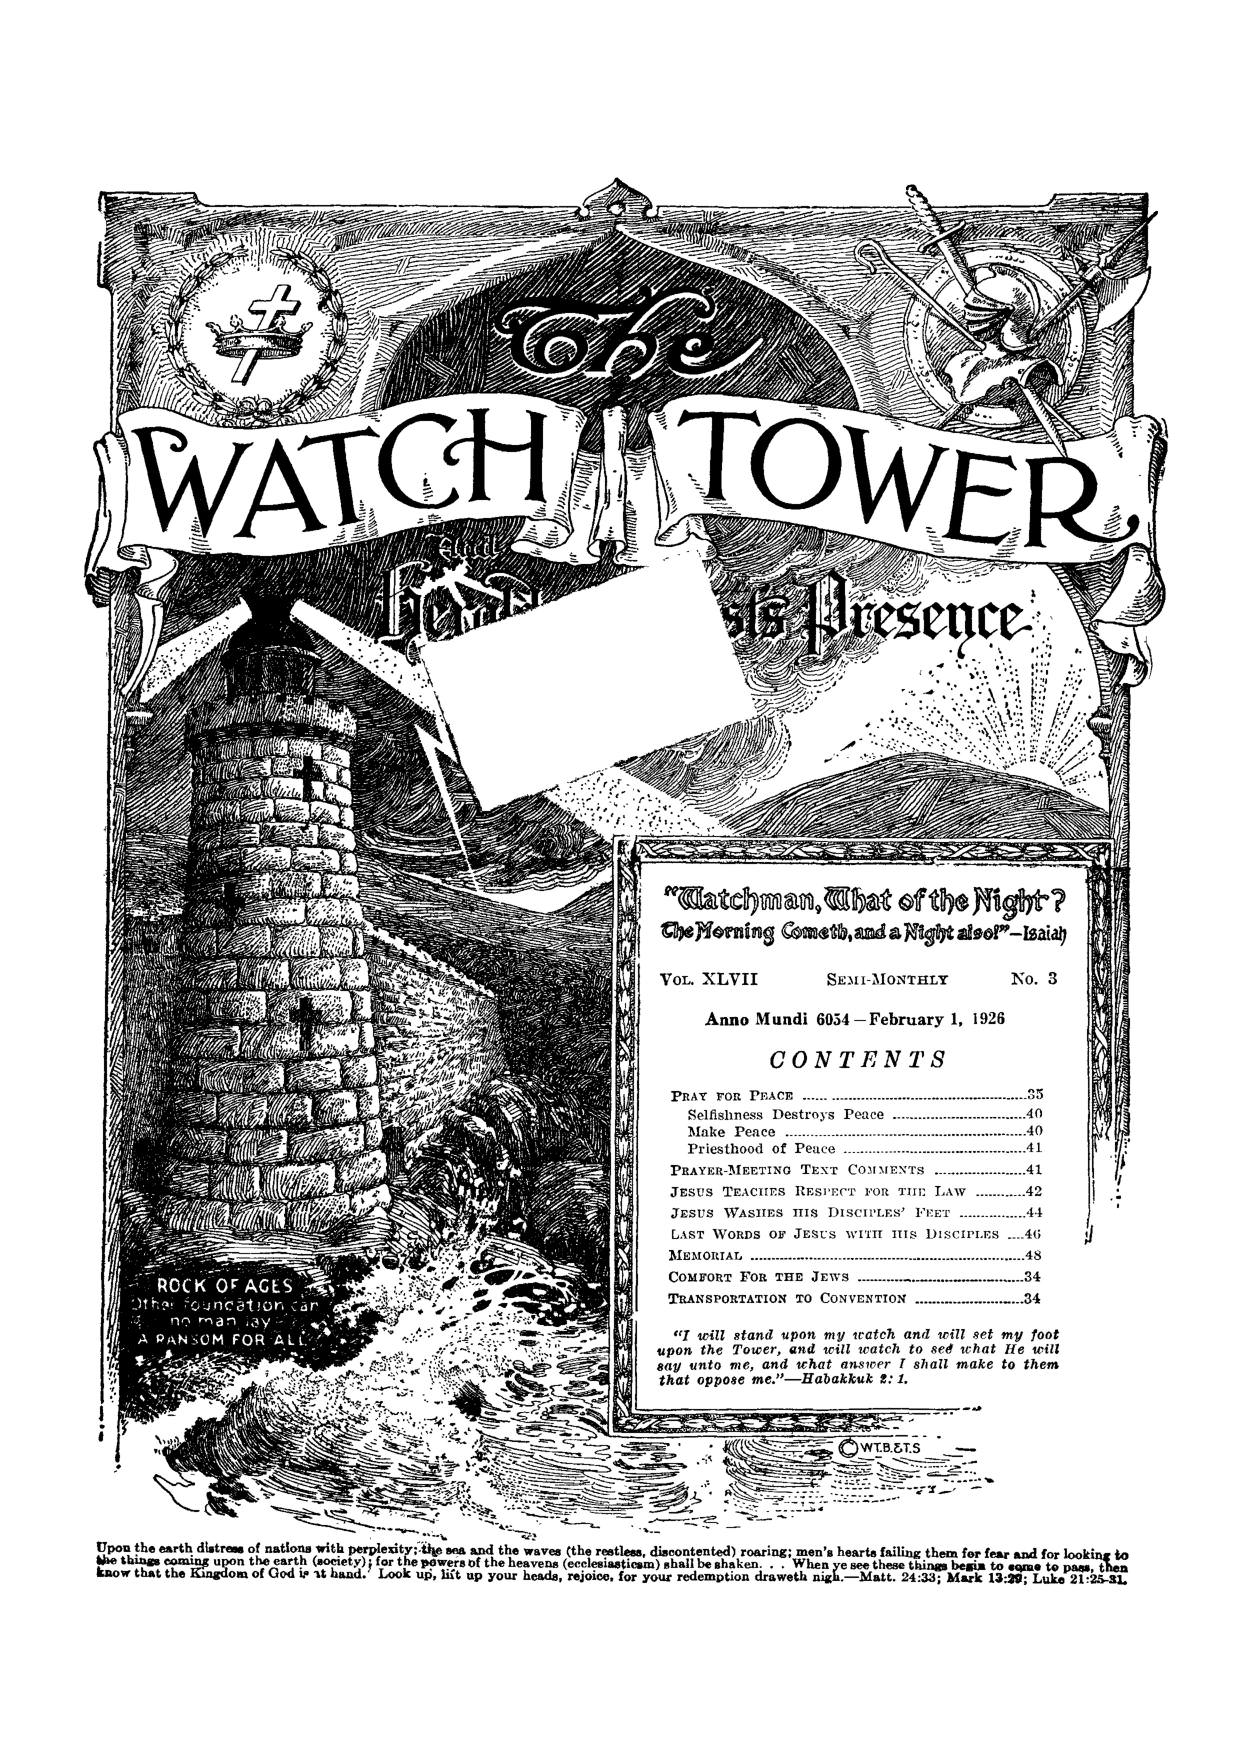 The
WATCH TOWER
And
Presence
"Watchman, What of the Night?
The Morning Cometh, and a Night also!"—Isaiah
VOL. XLVII SEMI-MONTHLY No. 3
Anno Mundi 6054—February 1, 1926
CONTENTS
PRAY FOR PEACE ..... 35
Selfishness Destroys Peace ..... 40
Make Peace ..... 40
Priesthood of Peace ..... 41
PRAYER-MEETING TEXT COMMENTS ..... 41
JESUS TEACHES RESPECT FOR THE LAW ..... 42
JESUS WASHES HIS DISCIPLES' FEET ..... 44
LAST WORDS OF JESUS WITH HIS DISCIPLES .... 46
MEMORIAL ..... 48
COMFORT FOR THE JEWS ..... 34
TRANSPORTATION TO CONVENTION ..... 34
"I will stand upon my watch and will set my foot
upon the Tower, and will watch to see what He will
say unto me, and what answer I shall make to them
that oppose me."—Habakkuk 2:1.
ROCK OF AGES
Other foundation can
no man lay
A RANSOM FOR ALL
© W.T.B.&T.S
Upon the earth distress of nations with perplexity; the sea and the waves (the restless, discontented) roaring; men's hearts failing them for fear and for looking to
the things coming upon the earth (society); for the powers of the heavens (ecclesiasticsm) shall be shaken. . . When ye see these things begin to come to pass, then
know that the Kingdom of God is at hand. Look up, lift up your heads, rejoice, for your redemption draweth nigh.—Matt. 24:33; Mark 13:29; Luke 21:25-31.